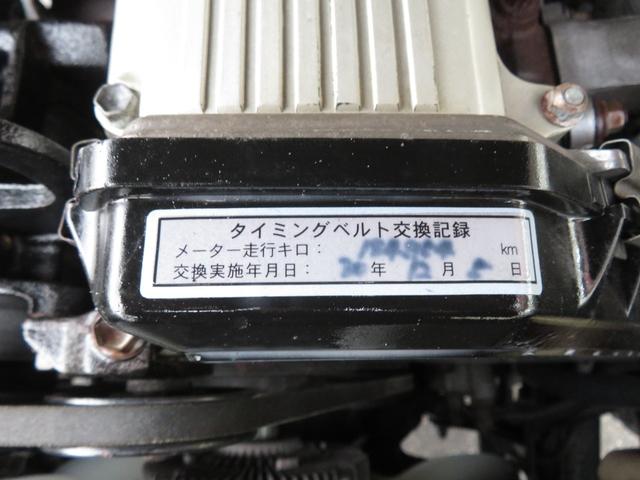 タイミングベルト交換記録
メーター走行キロ: km
交換実施年月日: 年 12 月 日